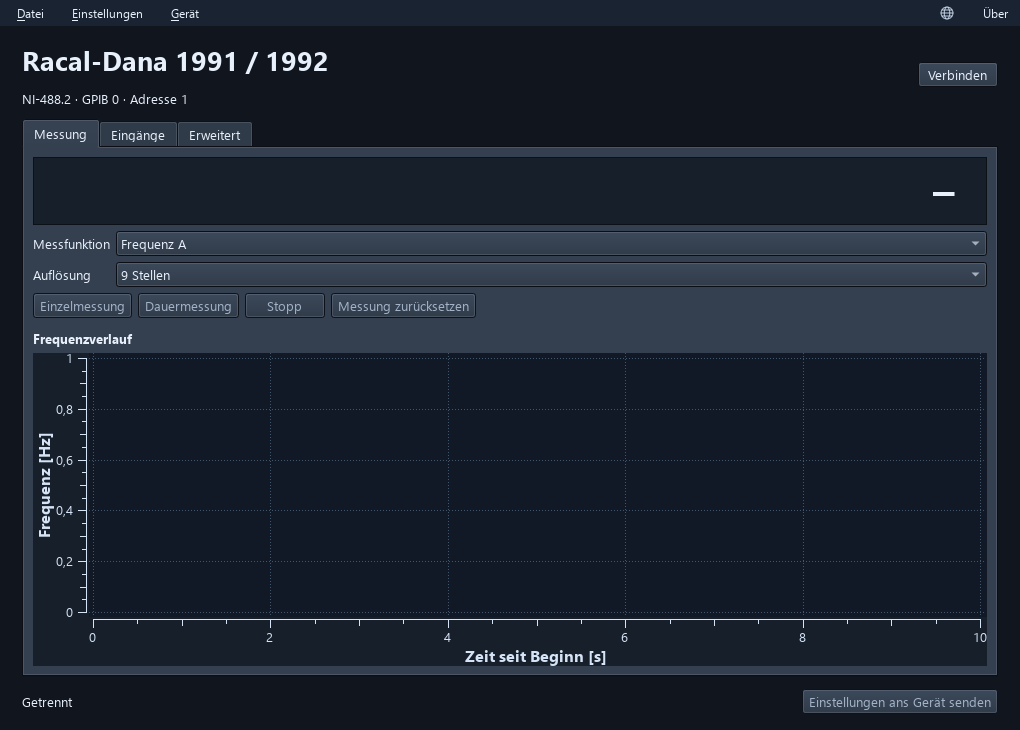 Datei Einstellungen Gerät Über
Racal-Dana 1991 / 1992
Verbinden
NI-488.2 · GPIB 0 · Adresse 1
Messung Eingänge Erweitert
—
Messfunktion Frequenz A
Auflösung 9 Stellen
Einzelmessung Dauermessung Stopp Messung zurücksetzen
Frequenzverlauf
1
0,8
0,6
0,4
0,2
0
Frequenz [Hz]
0 2 4 6 8 10
Zeit seit Beginn [s]
Getrennt Einstellungen ans Gerät senden